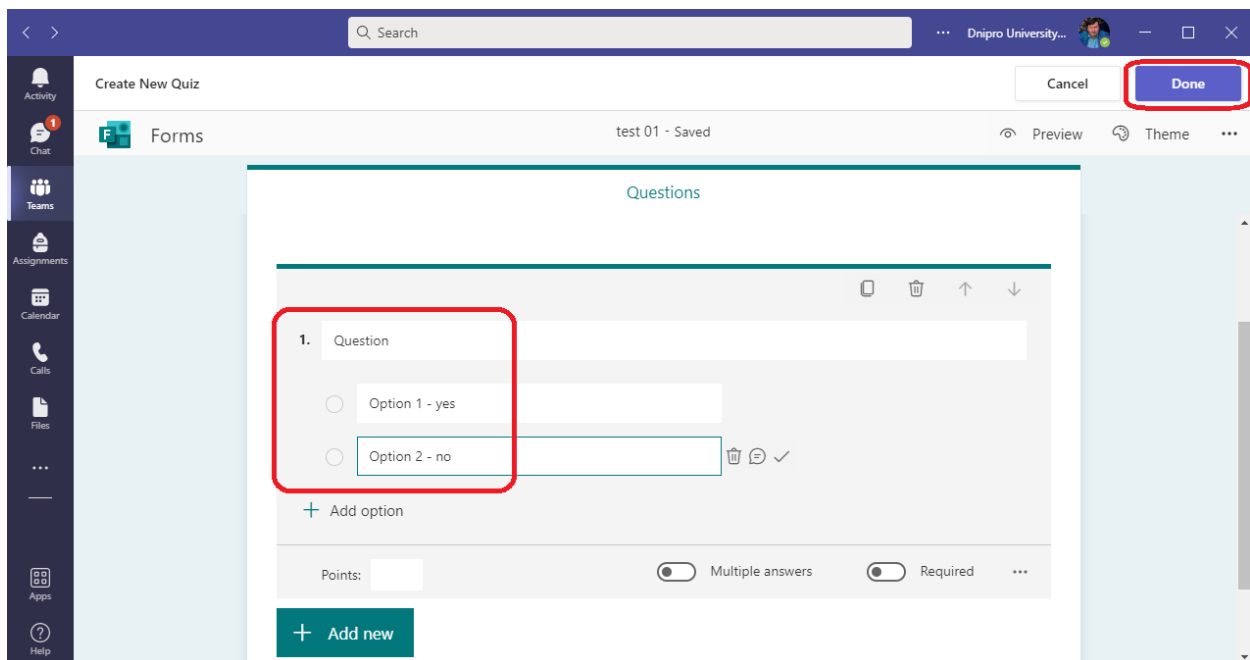 Search
Dnipro University...
Activity
Create New Quiz
Cancel
Done
1
Chat
F
Forms
test 01 - Saved
Preview
Theme
Teams
Questions
Assignments
Calendar
1. Question
Calls
Option 1 - yes
Files
Option 2 - no
+ Add option
Points:
Multiple answers
Required
Apps
+ Add new
Help